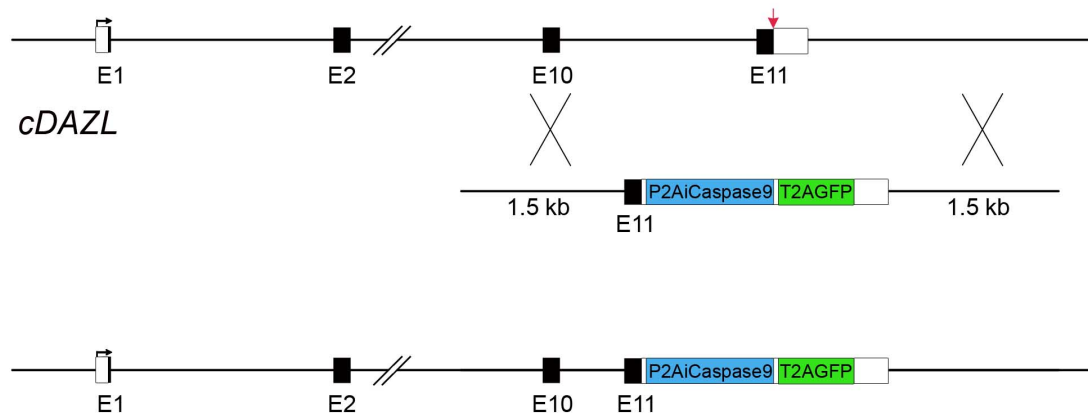 E1 E2 E10 E11
cDAZL
P2AiCaspase9 T2AGFP
1.5 kb E11 1.5 kb
P2AiCaspase9 T2AGFP
E1 E2 E10 E11